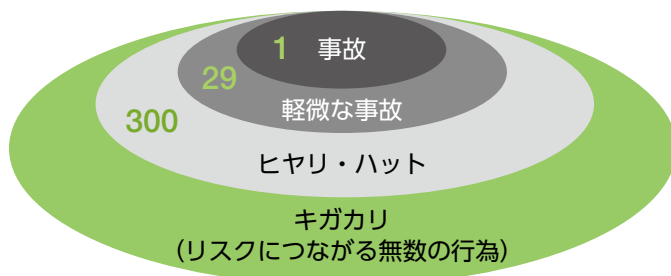 1 事故
29
軽微な事故
300
ヒヤリ・ハット
キガカリ
（リスクにつながる無数の行為）